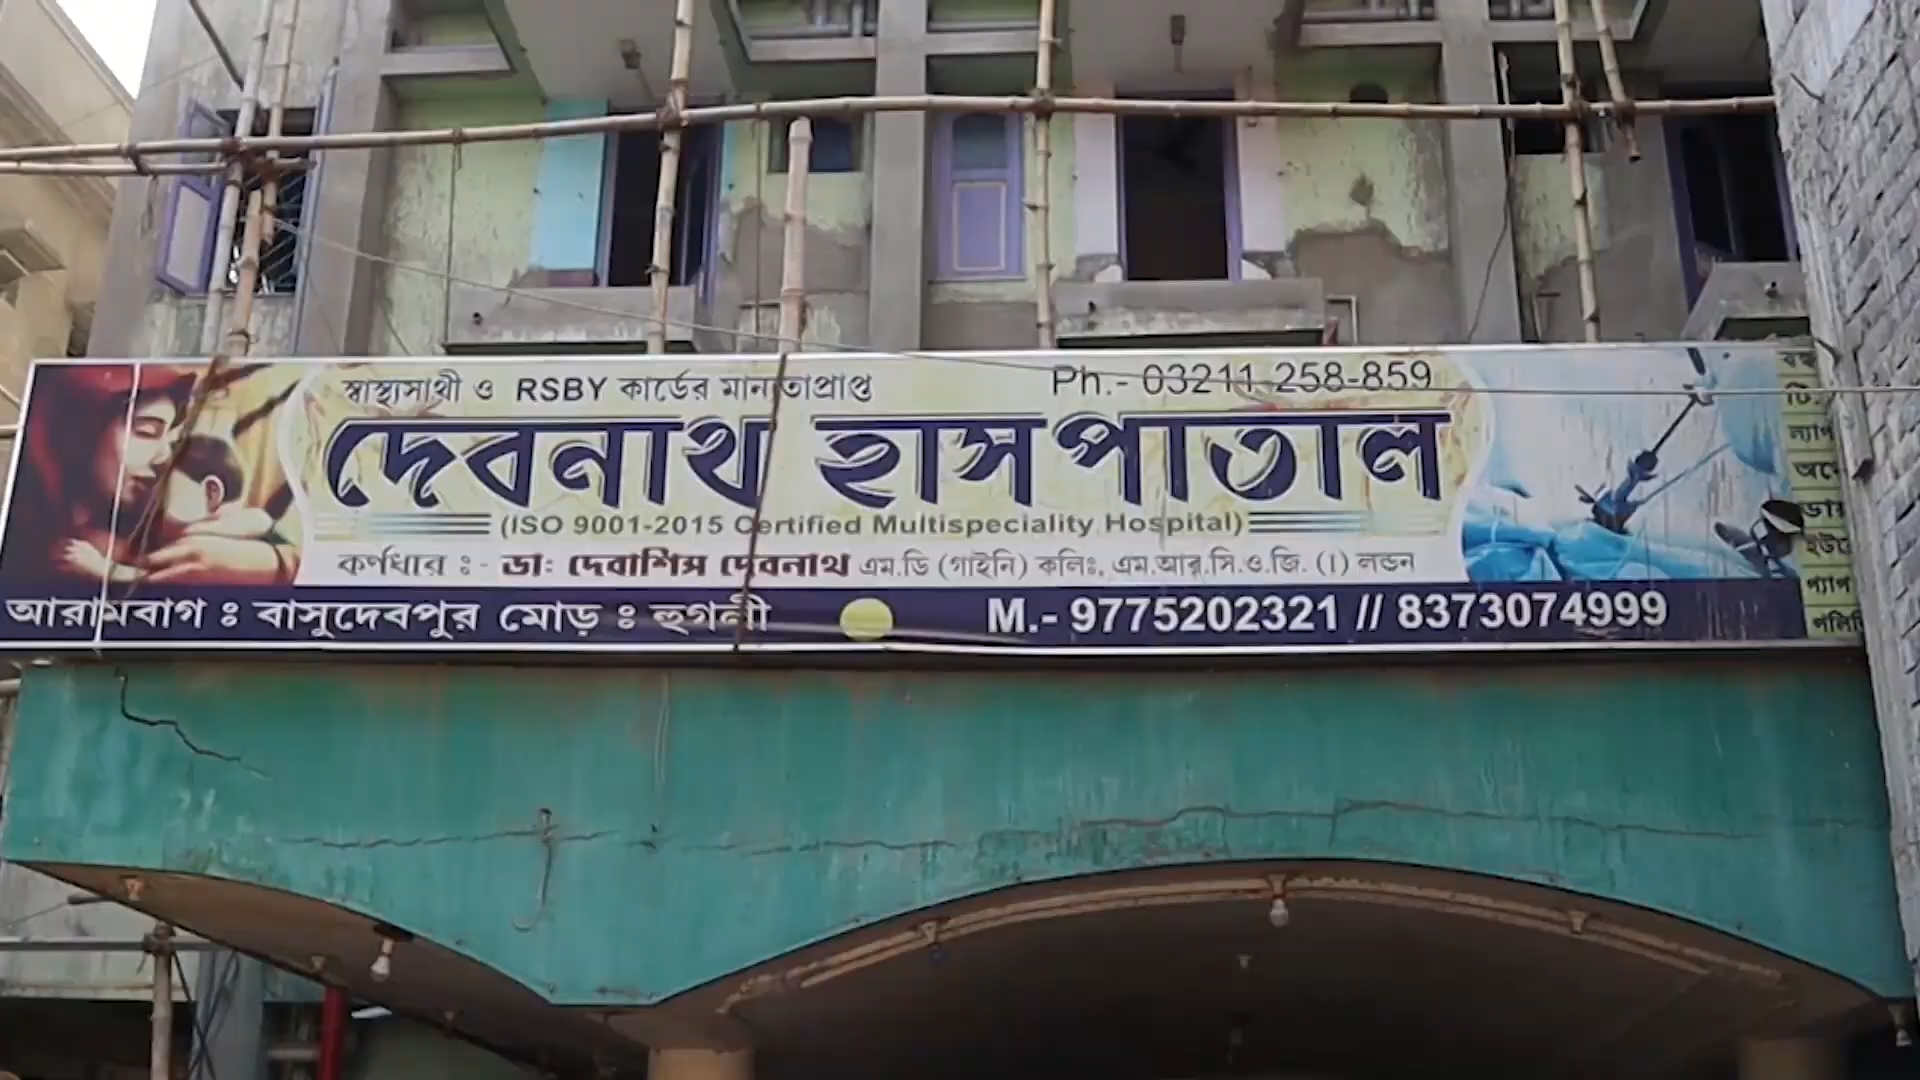 স্বাস্থ্যসাথী ও RSBY কার্ডের মান্যতাপ্রাপ্ত
Ph.- 03211-258-859
দেবনাথ হাসপাতাল
(ISO 9001-2015 Certified Multispeciality Hospital)
কর্ণধার ঃ- ডাঃ দেবাশিস দেবনাথ এম.ডি (গাইনি) কলিঃ, এম.আর.সি.ও.জি. (I) লন্ডন
আরামবাগ ঃ বাসুদেবপুর মোড় ঃ হুগলী
M.- 9775202321 // 8373074999